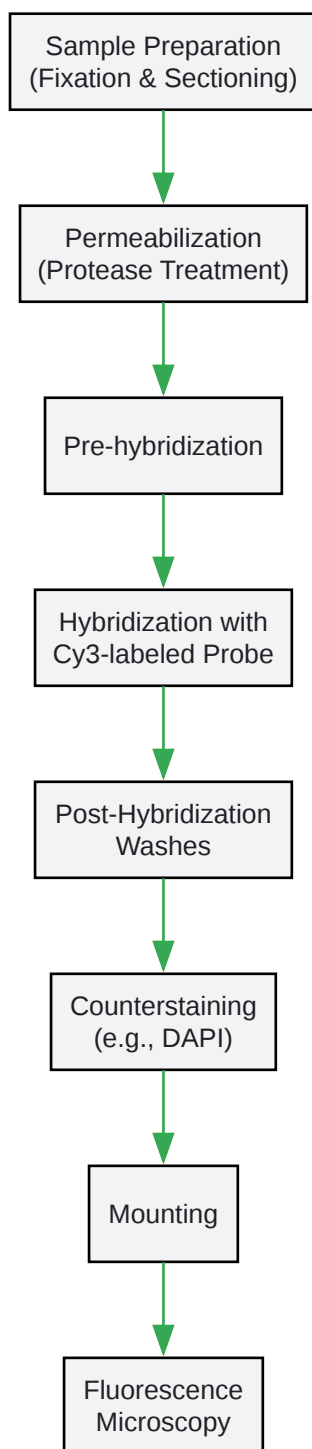 Sample Preparation
(Fixation & Sectioning)
Permeabilization
(Protease Treatment)
Pre-hybridization
Hybridization with
Cy3-labeled Probe
Post-Hybridization
Washes
Counterstaining
(e.g., DAPI)
Mounting
Fluorescence
Microscopy